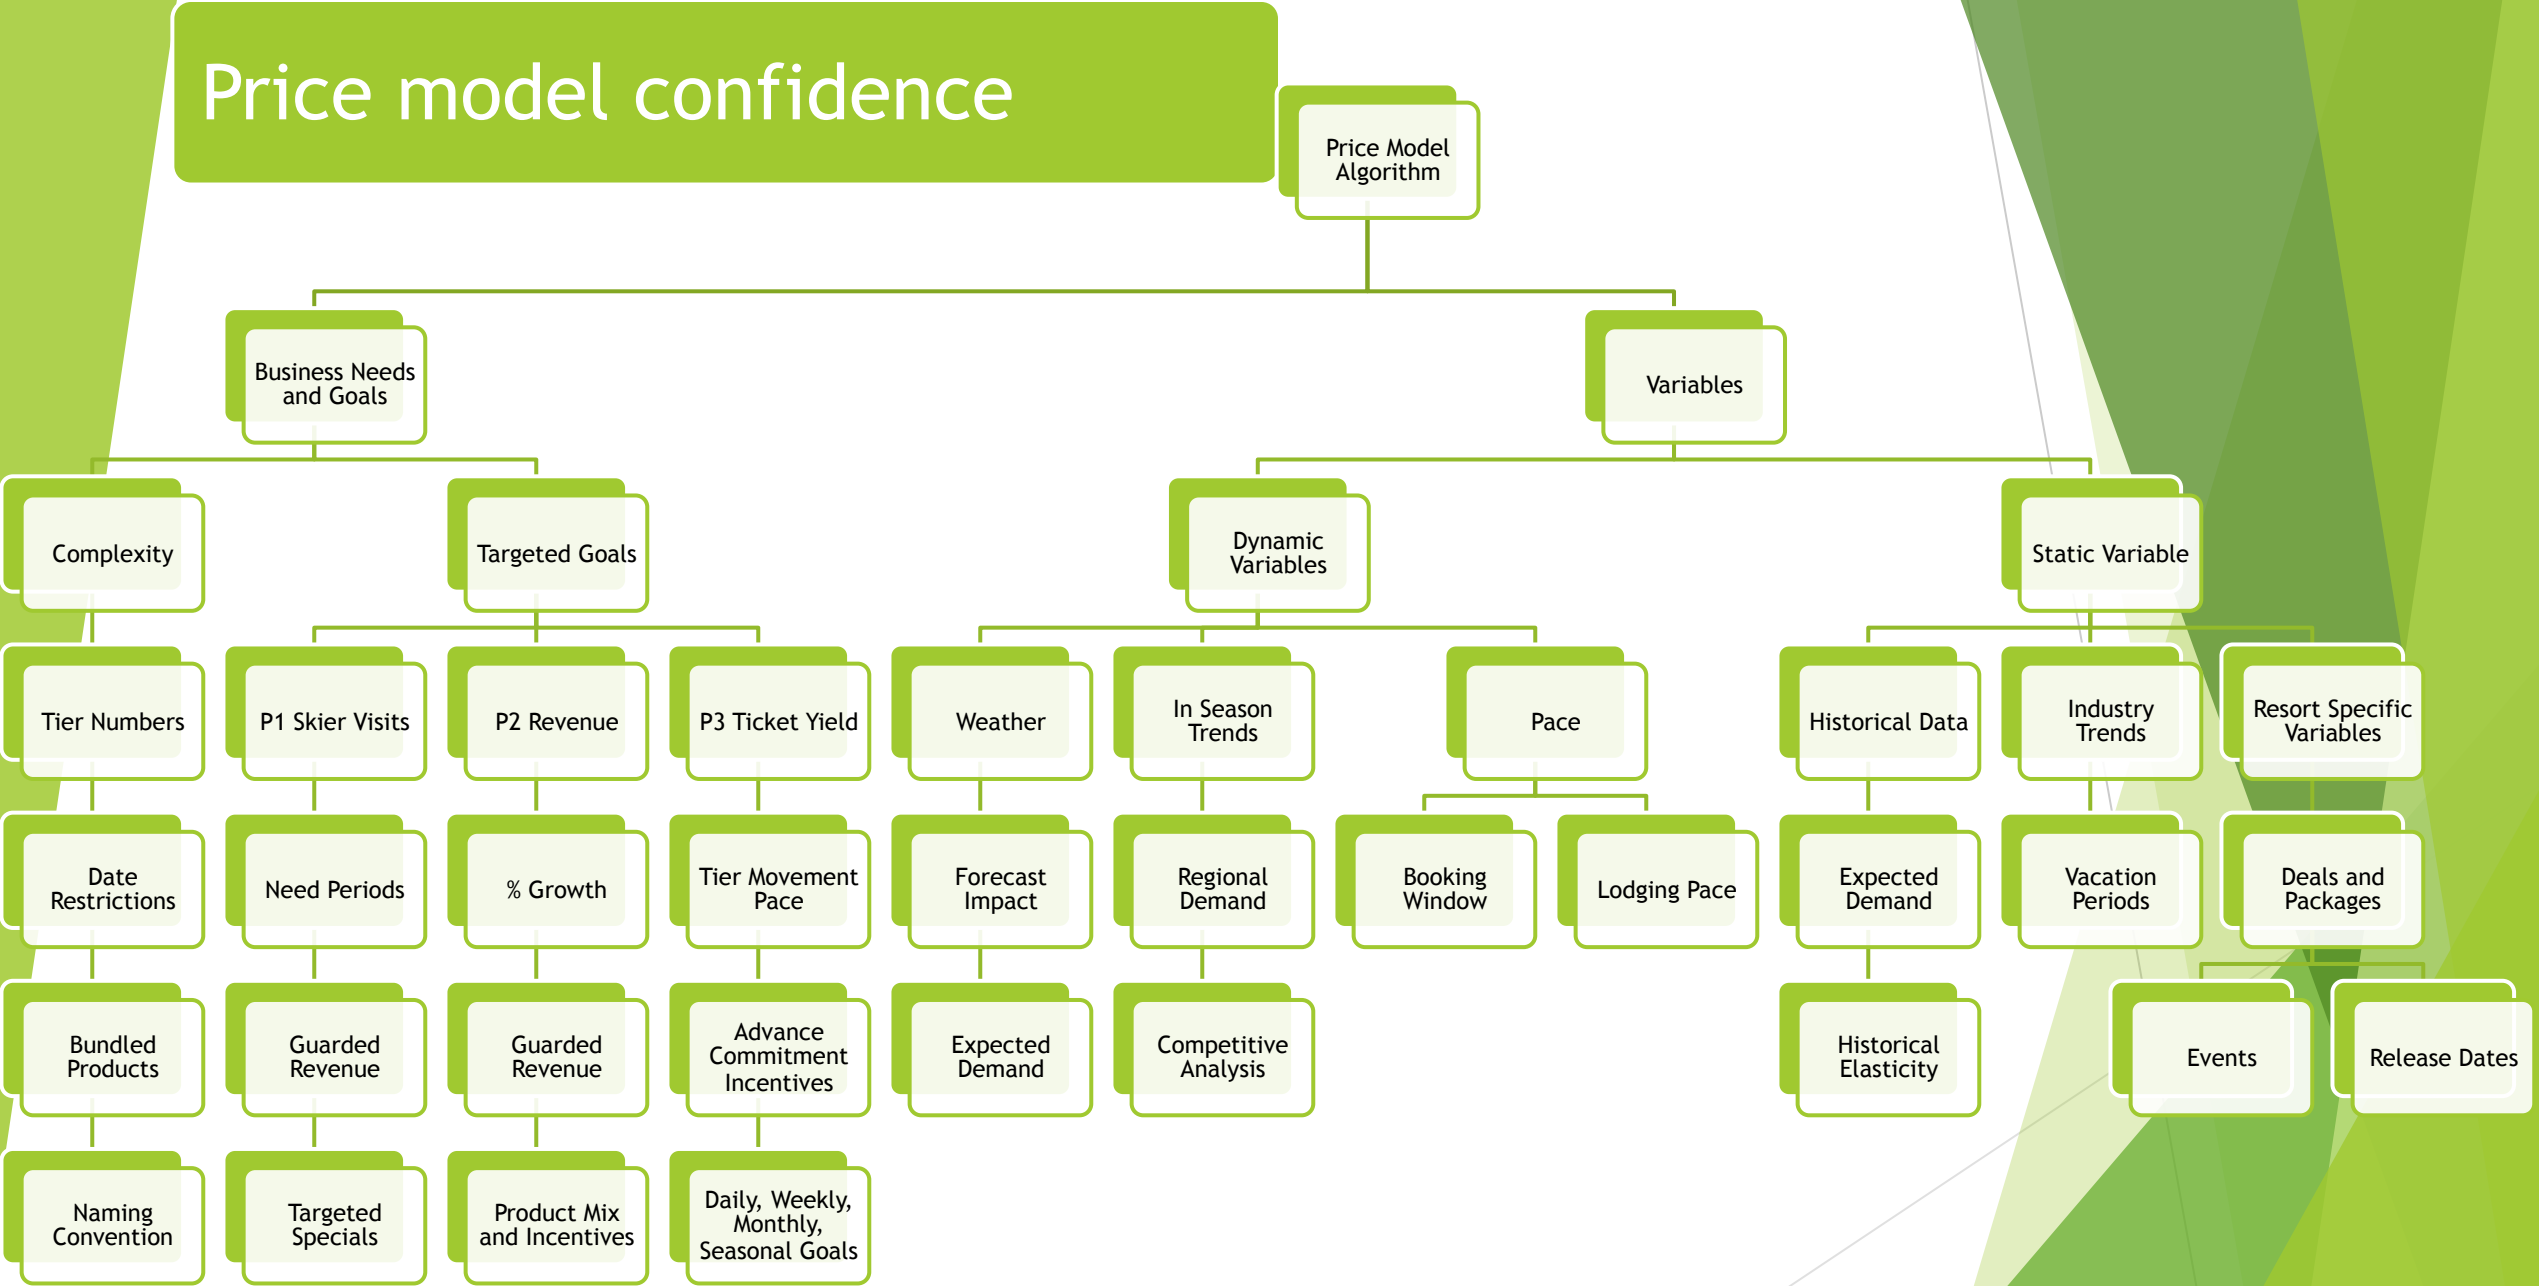 Price model confidence
Price Model
Algorithm
Business Needs
and Goals
Variables
Complexity
Targeted Goals
Dynamic
Variables
Static Variable
Tier Numbers
P1 Skier Visits
P2 Revenue
P3 Ticket Yield
Weather
In Season
Trends
Pace
Historical Data
Industry
Trends
Resort Specific
Variables
Date
Restrictions
Need Periods
% Growth
Tier Movement
Pace
Forecast
Impact
Regional
Demand
Booking
Window
Lodging Pace
Expected
Demand
Vacation
Periods
Deals and
Packages
Bundled
Products
Guarded
Revenue
Guarded
Revenue
Advance
Commitment
Incentives
Expected
Demand
Competitive
Analysis
Historical
Elasticity
Events
Release Dates
Naming
Convention
Targeted
Specials
Product Mix
and Incentives
Daily, Weekly,
Monthly,
Seasonal Goals